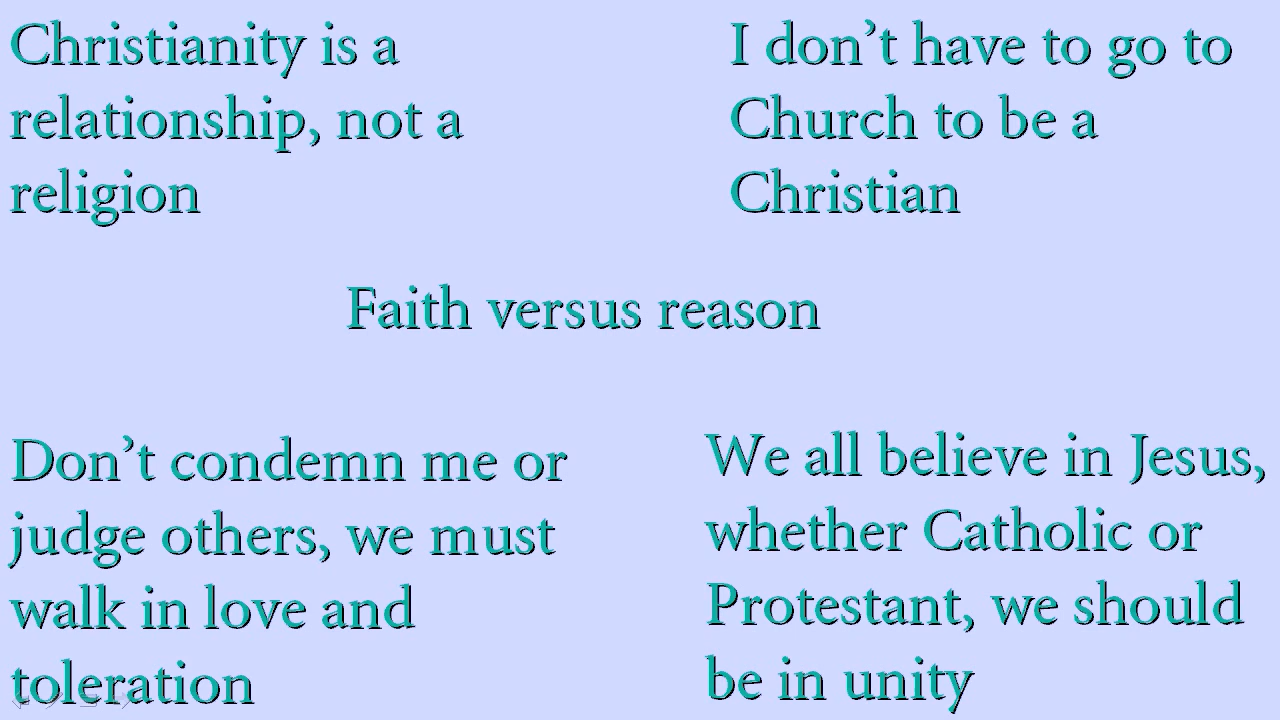 Christianity is a
relationship, not a
religion
I don’t have to go to
Church to be a
Christian
Faith versus reason
Don’t condemn me or
judge others, we must
walk in love and
toleration
We all believe in Jesus,
whether Catholic or
Protestant, we should
be in unity